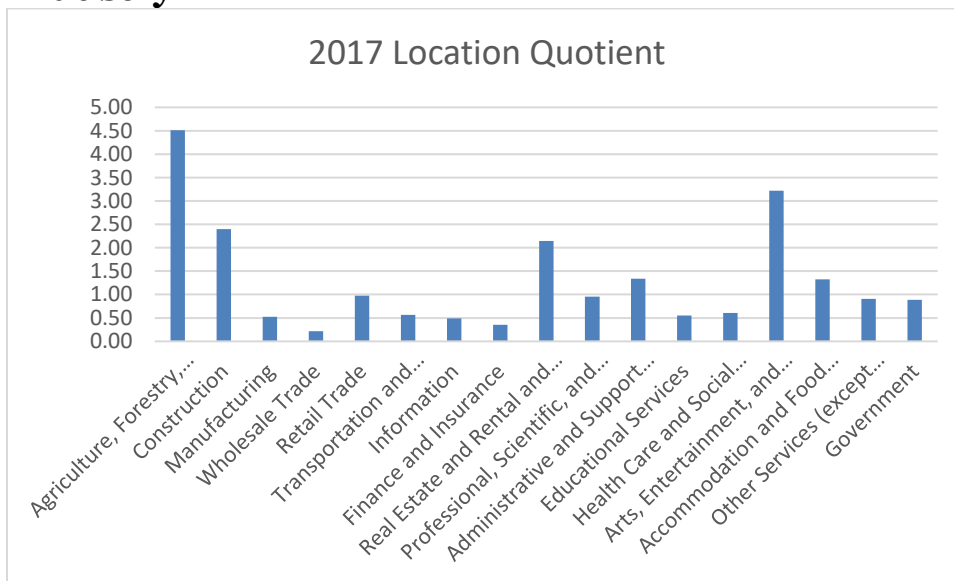 2017 Location Quotient
5.00
4.50
4.00
3.50
3.00
2.50
2.00
1.50
1.00
0.50
0.00
Agriculture, Forestry,...
Construction
Manufacturing
Wholesale Trade
Retail Trade
Transportation and...
Information
Finance and Insurance
Real Estate and Rental and...
Professional, Scientific, and...
Administrative and Support...
Educational Services
Health Care and Social...
Arts, Entertainment, and...
Accommodation and Food...
Other Services (except...
Government